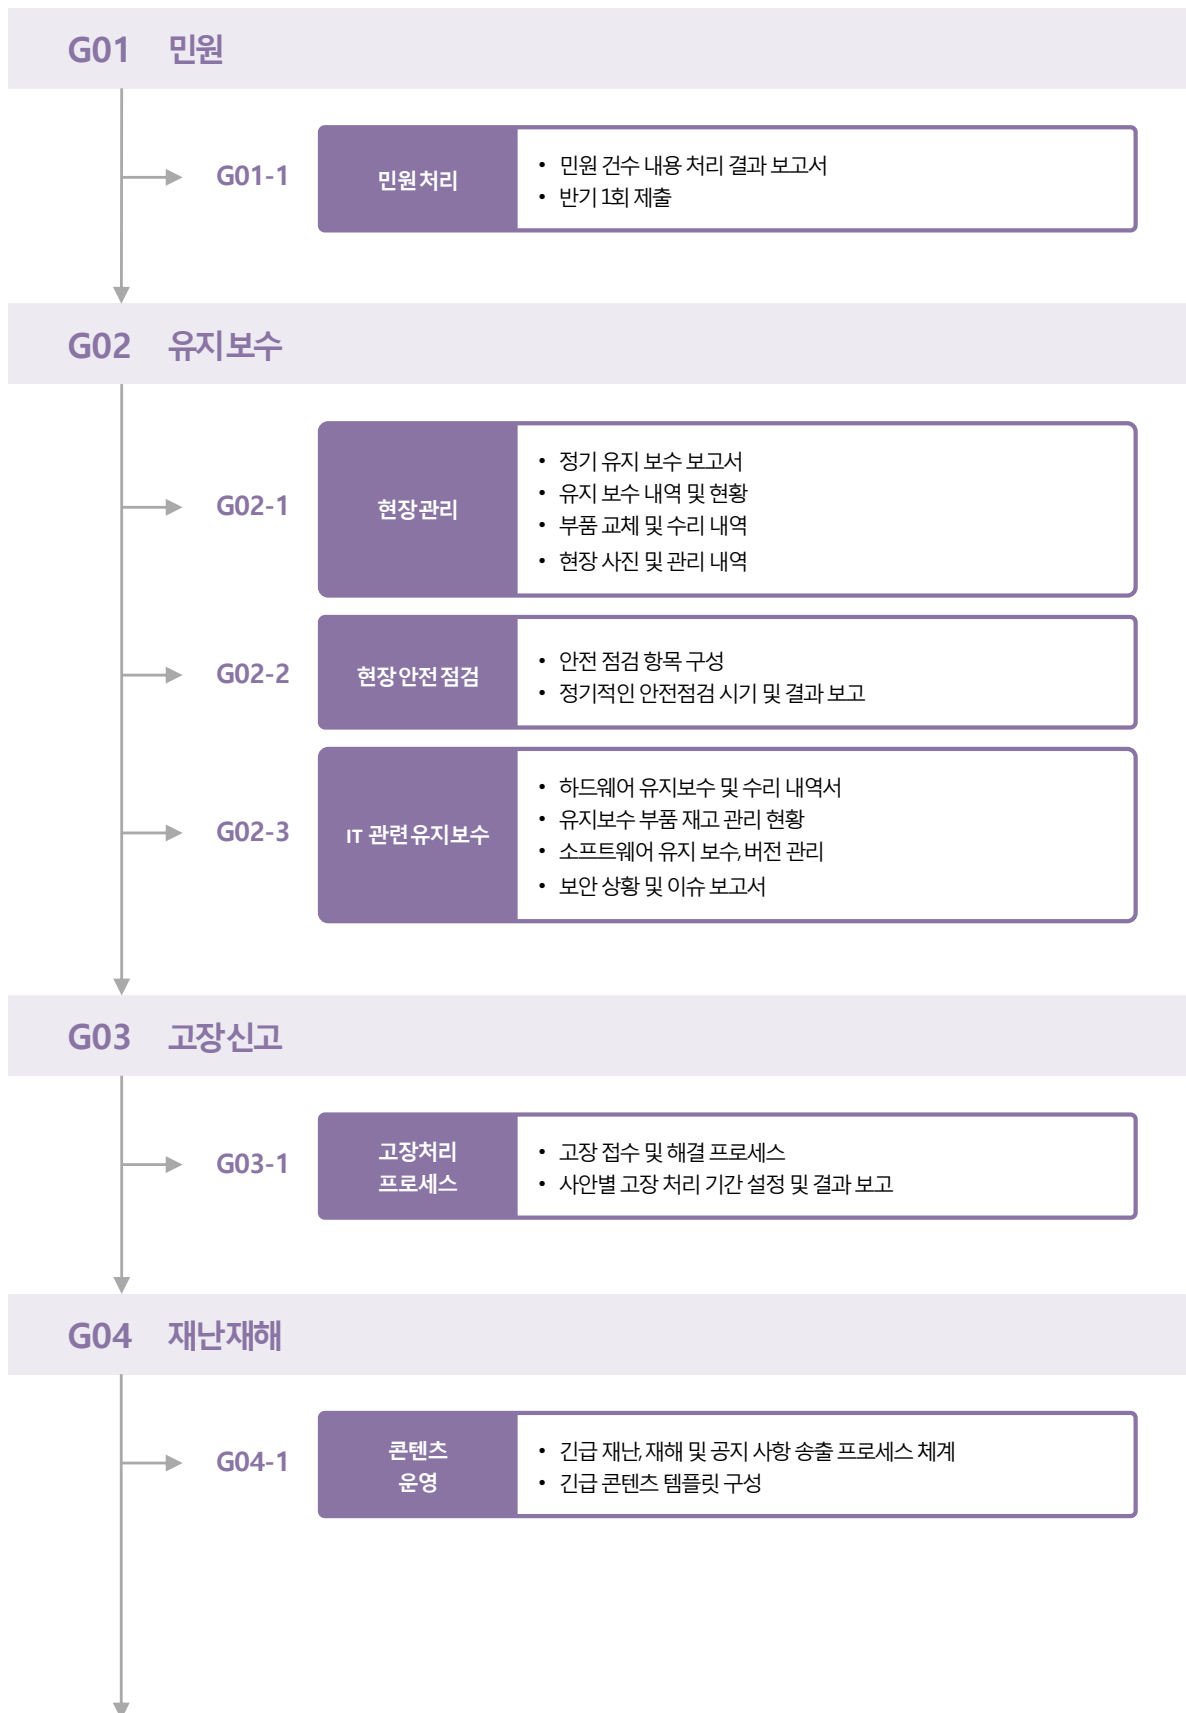 G01 민원
G01-1
민원 처리
• 민원 건수 내용 처리 결과 보고서
• 반기 1회 제출
G02 유지 보수
G02-1
현장 관리
• 정기 유지 보수 보고서
• 유지 보수 내역 및 현황
• 부품 교체 및 수리 내역
• 현장 사진 및 관리 내역
G02-2
현장 안전 점검
• 안전 점검 항목 구성
• 정기적인 안전점검 시기 및 결과 보고
G02-3
IT 관련 유지보수
• 하드웨어 유지보수 및 수리 내역서
• 유지보수 부품 재고 관리 현황
• 소프트웨어 유지 보수, 버전 관리
• 보안 상황 및 이슈 보고서
G03 고장 신고
G03-1
고장처리
프로세스
• 고장 접수 및 해결 프로세스
• 사안별 고장 처리 기간 설정 및 결과 보고
G04 재난 재해
G04-1
콘텐츠
운영
• 긴급 재난, 재해 및 공지 사항 송출 프로세스 체계
• 긴급 콘텐츠 템플릿 구성